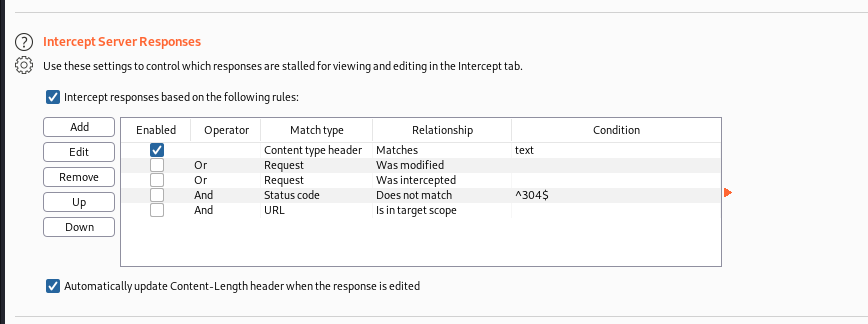 ?
Intercept Server Responses
Use these settings to control which responses are stalled for viewing and editing in the Intercept tab.
Intercept responses based on the following rules:
Add
Edit
Remove
Up
Down
Enabled Operator Match type Relationship Condition
Content type header Matches text
Or Request Was modified
Or Request Was intercepted
And Status code Does not match ^304$
And URL Is in target scope
Automatically update Content-Length header when the response is edited